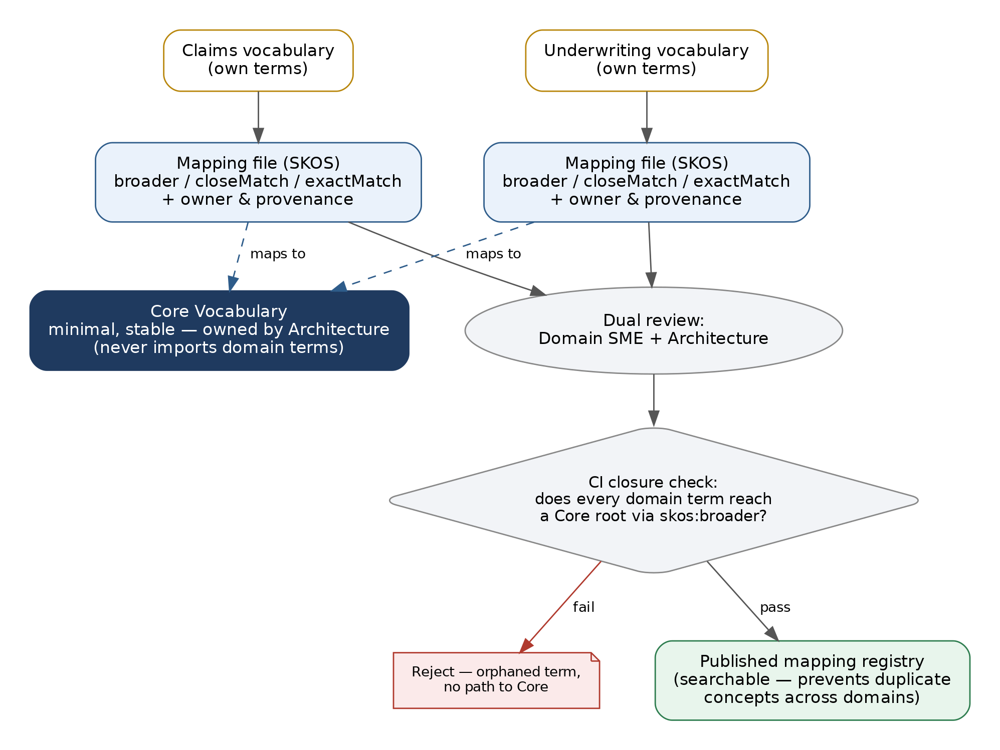 Claims vocabulary
(own terms)
Underwriting vocabulary
(own terms)
Mapping file (SKOS)
broader / closeMatch / exactMatch
+ owner & provenance
Mapping file (SKOS)
broader / closeMatch / exactMatch
+ owner & provenance
maps to
maps to
Core Vocabulary
minimal, stable — owned by Architecture
(never imports domain terms)
Dual review:
Domain SME + Architecture
CI closure check:
does every domain term reach
a Core root via skos:broader?
fail
pass
Reject — orphaned term,
no path to Core
Published mapping registry
(searchable — prevents duplicate
concepts across domains)